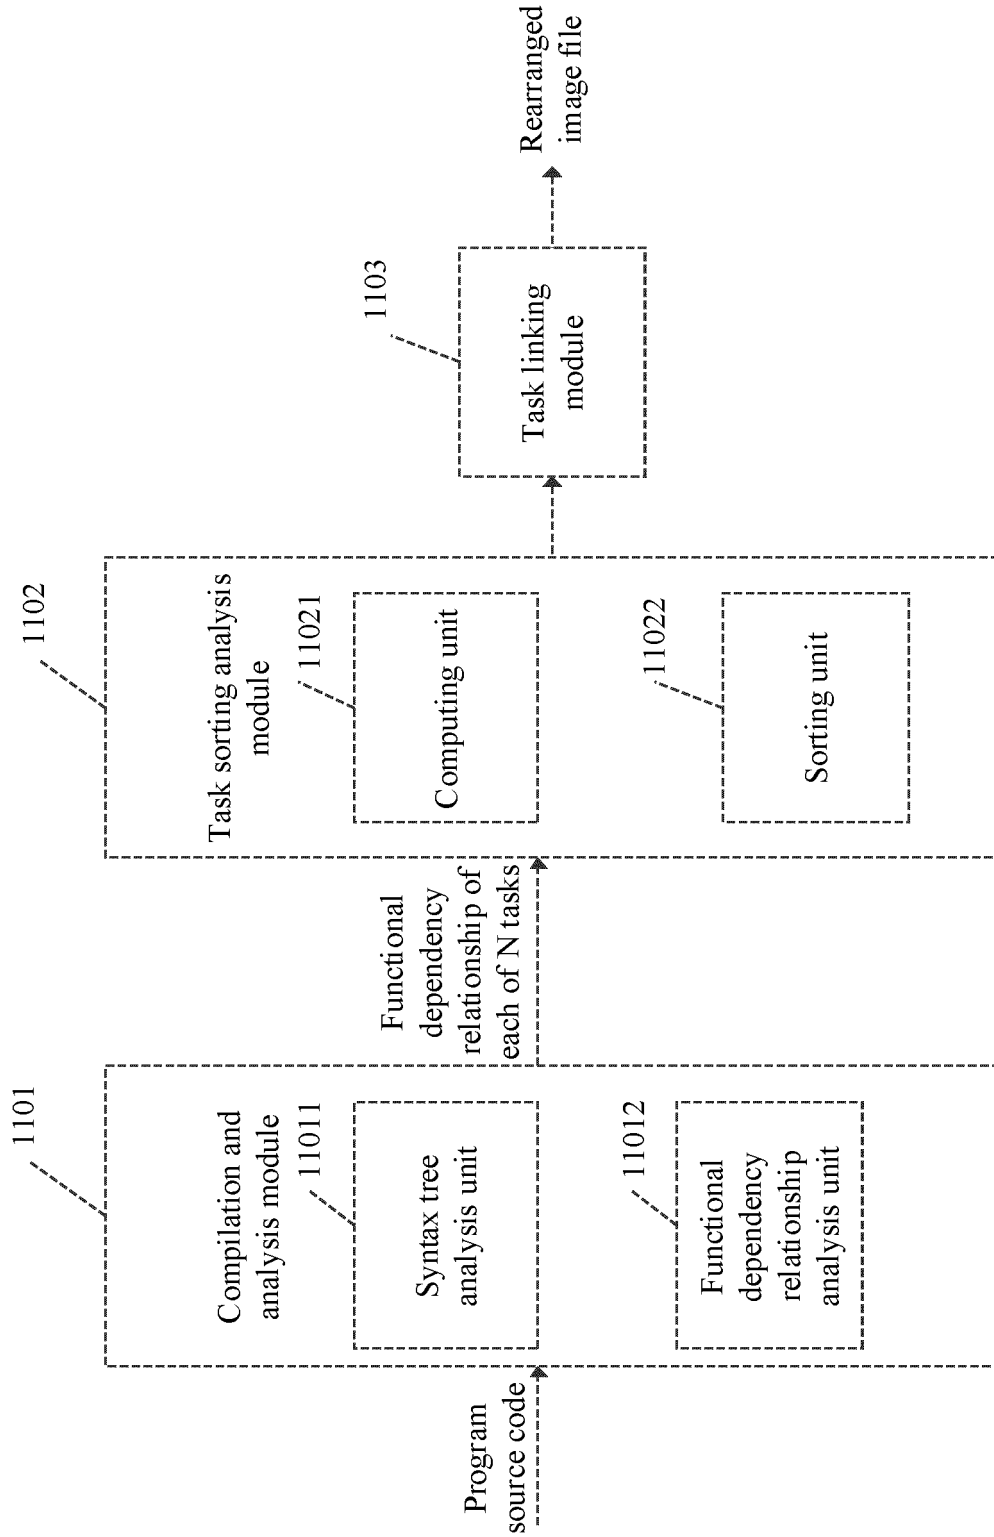 Program
source code
1101
Compilation and
analysis module
11011
Syntax tree
analysis unit
11012
Functional
dependency
relationship
analysis unit
Functional
dependency
relationship of
each of N tasks
1102
Task sorting analysis
module
11021
Computing unit
11022
Sorting unit
1103
Task linking
module
Rearranged
image file